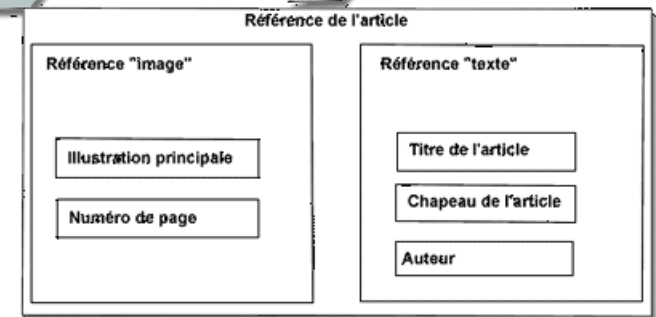 Référence de l'article
Référence "image"
Illustration principale
Numéro de page
Référence "texte"
Titre de l'article
Chapeau de l'article
Auteur